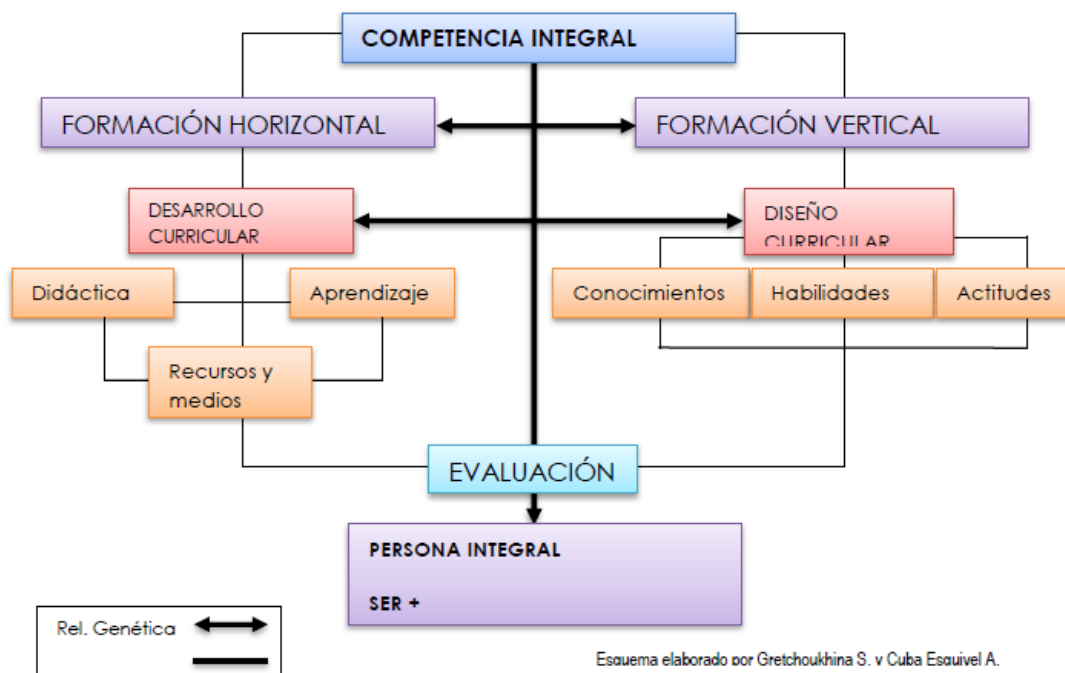 COMPETENCIA INTEGRAL
FORMACIÓN HORIZONTAL
FORMACIÓN VERTICAL
DESARROLLO
CURRICULAR
DISEÑO
CURRICULAR
Didáctica
Aprendizaje
Conocimientos
Habilidades
Actitudes
Recursos y
medios
EVALUACIÓN
PERSONA INTEGRAL
SER +
Rel. Genética
Esquema elaborado por Gretchoukhina S. y Cuba Esquivel A.